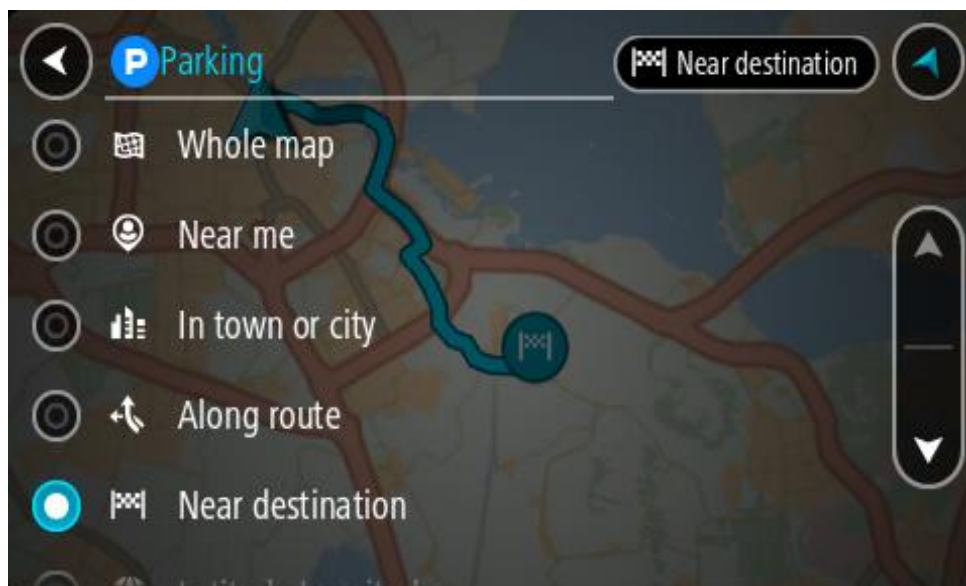 P Parking
Near destination
Whole map
Near me
In town or city
Along route
Near destination